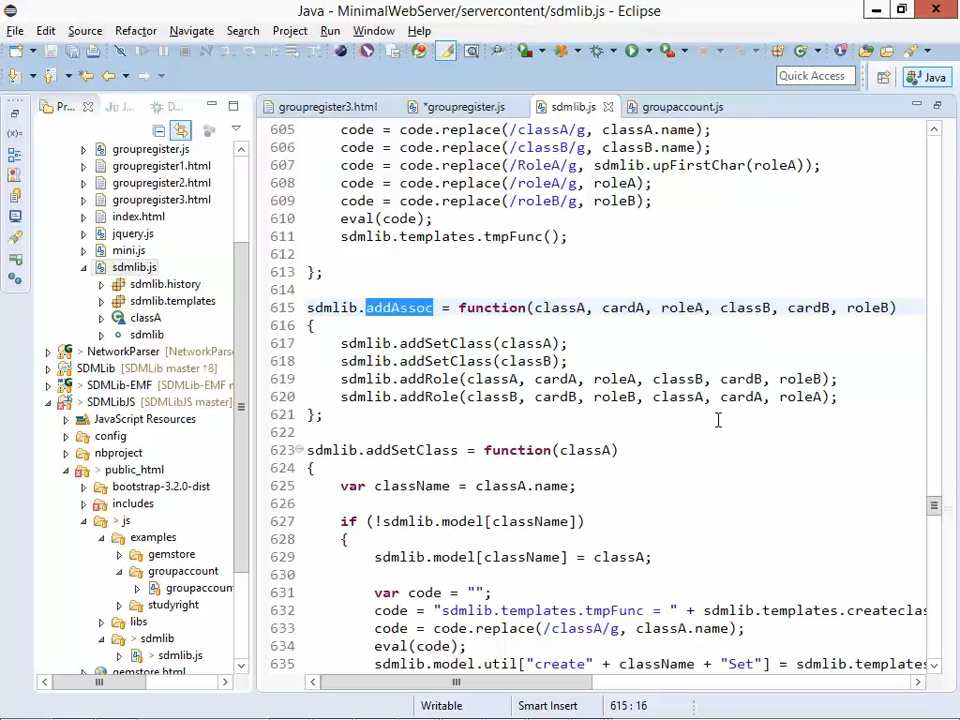 Java - MinimalWebServer/servercontent/sdmlib.js - Eclipse
File Edit Source Refactor Navigate Search Project Run Window Help
Quick Access
Java
Pr...
J...
D...
groupregister3.html
*groupregister.js
sdmlib.js
groupaccount.js
groupregister.js
groupregister1.html
groupregister2.html
groupregister3.html
index.html
jquery.js
mini.js
sdmlib.js
sdmlib.history
sdmlib.templates
classA
sdmlib
NetworkParser
SDMLib
SDMLib-EMF
SDMLibJS
JavaScript Resources
config
nbproject
> public_html
bootstrap-3.2.0-dist
includes
> js
examples
gemstore
groupaccount
groupaccoun
studyright
libs
> sdmlib
> sdmlib.js
gemstore.html
605 code = code.replace(/classA/g, classA.name);
606 code = code.replace(/classB/g, classB.name);
607 code = code.replace(/RoleA/g, sdmlib.upFirstChar(roleA));
608 code = code.replace(/roleA/g, roleA);
609 code = code.replace(/roleB/g, roleB);
610 eval(code);
611 sdmlib.templates.tmpFunc();
612
613 };
614
615 sdmlib.addAssoc = function(classA, cardA, roleA, classB, cardB, roleB)
616 {
617 sdmlib.addSetClass(classA);
618 sdmlib.addSetClass(classB);
619 sdmlib.addRole(classA, cardA, roleA, classB, cardB, roleB);
620 sdmlib.addRole(classB, cardB, roleB, classA, cardA, roleA);
621 };
622
623 sdmlib.addSetClass = function(classA)
624 {
625 var className = classA.name;
626
627 if (!sdmlib.model[className])
628 {
629 sdmlib.model[className] = classA;
630
631 var code = "";
632 code = "sdmlib.templates.tmpFunc = " + sdmlib.templates.createclas
633 code = code.replace(/classA/g, classA.name);
634 eval(code);
635 sdmlib.model.util["create" + className + "Set"] = sdmlib.templates
Writable
Smart Insert
615 : 16